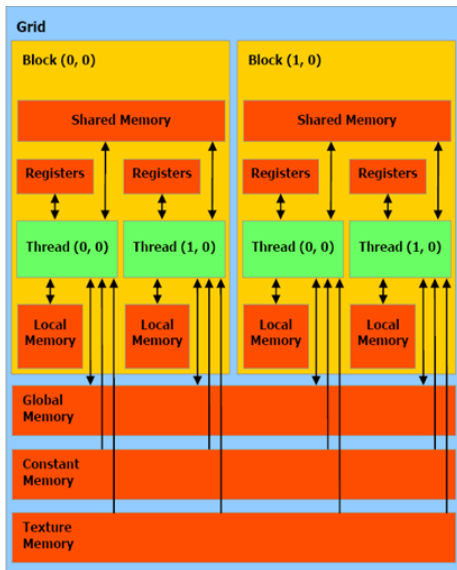 Grid
Block (0, 0)
Shared Memory
Registers
Registers
Thread (0, 0)
Thread (1, 0)
Local
Memory
Local
Memory
Block (1, 0)
Shared Memory
Registers
Registers
Thread (0, 0)
Thread (1, 0)
Local
Memory
Local
Memory
Global
Memory
Constant
Memory
Texture
Memory